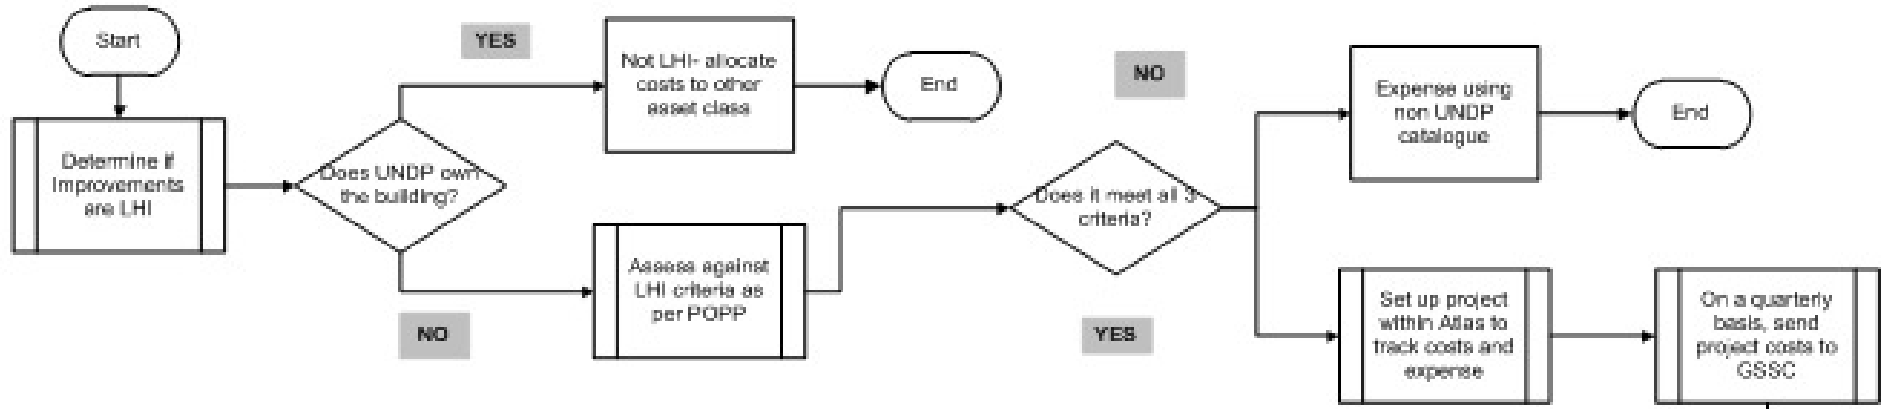 Start
Determine if
Improvements
are LHI
Does UNDP own
the building?
YES
Not LHI- allocate
costs to other
asset class
End
NO
Assess against
LHI criteria as
per POPP
Does it meet all 3
criteria?
NO
Expense using
non UNDP
catalogue
End
YES
Set up project
within Atlas to
track costs and
expense
On a quarterly
basis, send
project costs to
GSSC